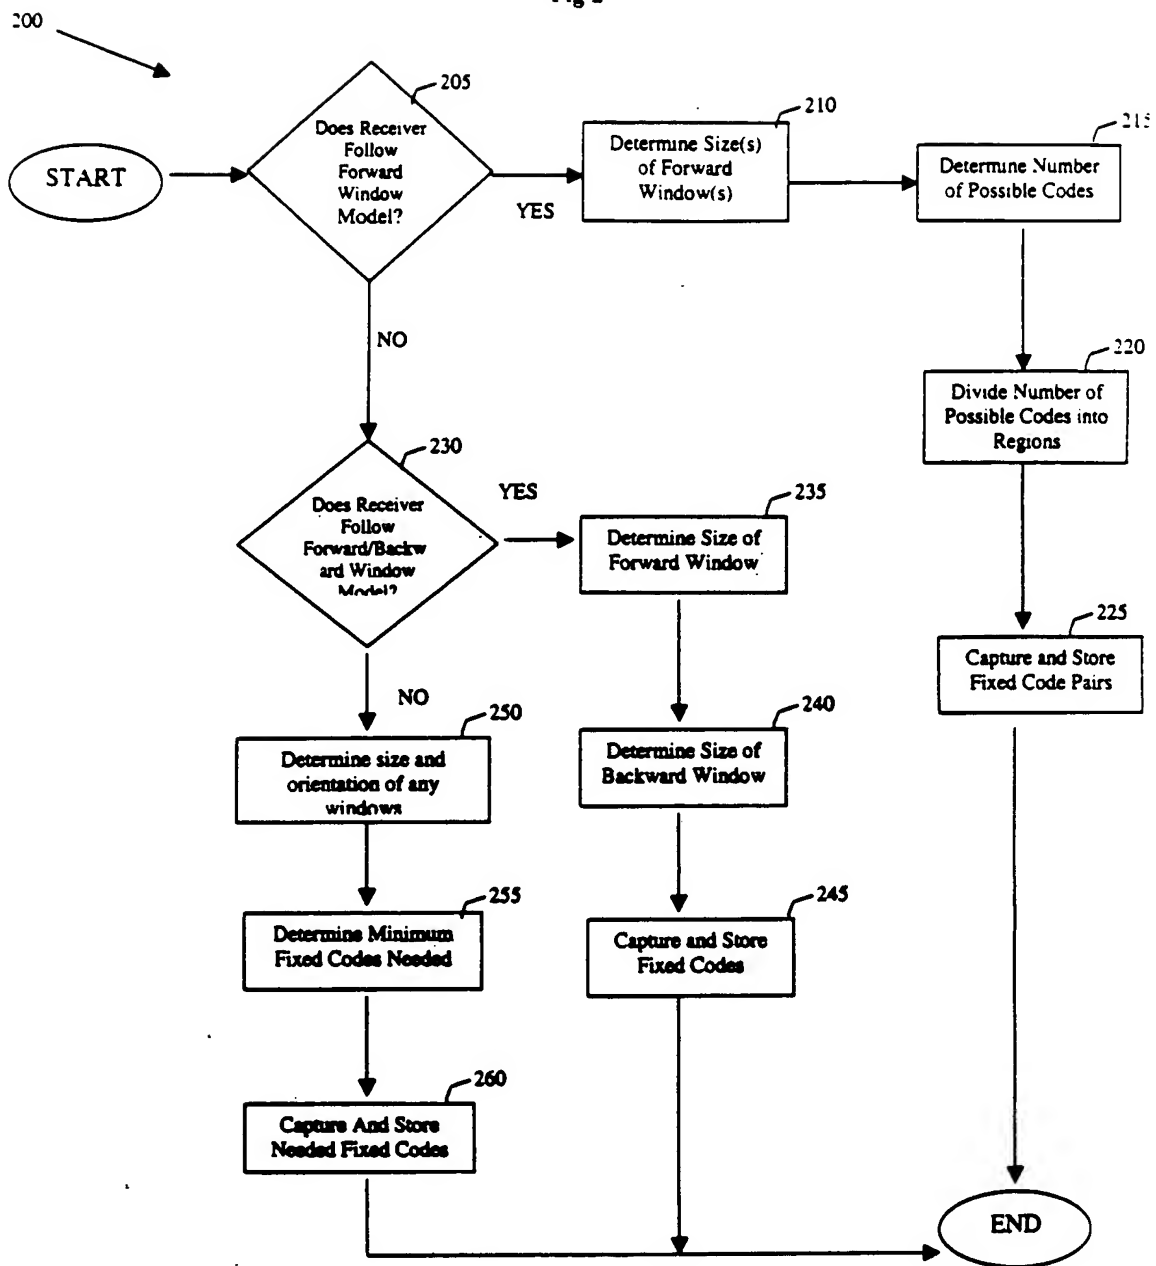 200
205
Does Receiver
Follow
Forward
Window
Model?
START
YES
NO
210
Determine Size(s)
of Forward
Window(s)
215
Determine Number
of Possible Codes
220
Divide Number of
Possible Codes into
Regions
225
Capture and Store
Fixed Code Pairs
230
Does Receiver
Follow
Forward/Backw
ard Window
Model?
YES
NO
235
Determine Size of
Forward Window
240
Determine Size of
Backward Window
245
Capture and Store
Fixed Codes
250
Determine size and
orientation of any
windows
255
Determine Minimum
Fixed Codes Needed
260
Capture And Store
Needed Fixed Codes
END